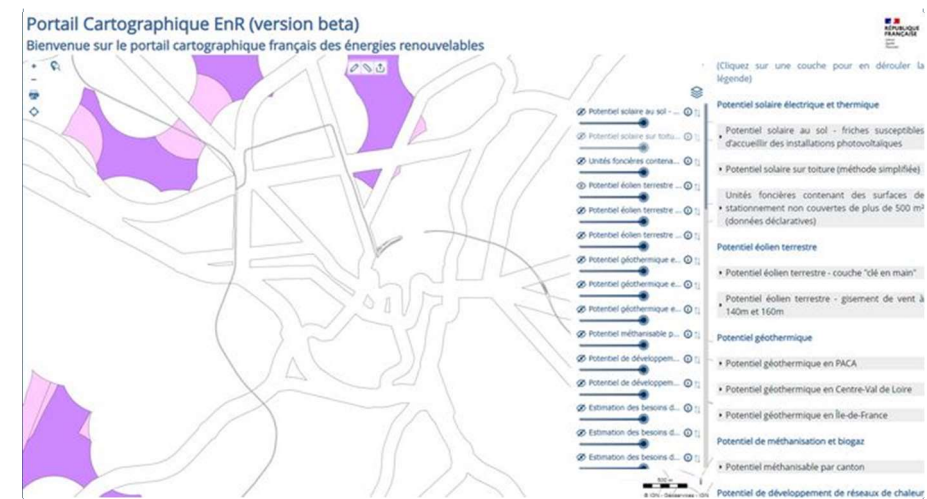 Portail Cartographique EnR (version beta)
Bienvenue sur le portail cartographique français des énergies renouvelables
RÉPUBLIQUE
FRANÇAISE
Potentiel solaire au sol - ...
Potentiel solaire sur toitu...
Unités foncières contena...
Potentiel éolien terrestre ...
Potentiel éolien terrestre ...
Potentiel éolien terrestre ...
Potentiel géothermique e...
Potentiel géothermique e...
Potentiel géothermique e...
Potentiel méthanisable p...
Potentiel de développem...
Potentiel de développem...
Estimation des besoins d...
Estimation des besoins d...
Estimation des besoins d...
500 m
© IGN - Géoservices - IGN
(Cliquez sur une couche pour en dérouler la
légende)
Potentiel solaire électrique et thermique
Potentiel solaire au sol - friches susceptibles
d'accueillir des installations photovoltaïques
Potentiel solaire sur toiture (méthode simplifiée)
Unités foncières contenant des surfaces de
stationnement non couvertes de plus de 500 m²
(données déclaratives)
Potentiel éolien terrestre
Potentiel éolien terrestre - couche "clé en main"
Potentiel éolien terrestre - gisement de vent à
140m et 160m
Potentiel géothermique
Potentiel géothermique en PACA
Potentiel géothermique en Centre-Val de Loire
Potentiel géothermique en Île-de-France
Potentiel de méthanisation et biogaz
Potentiel méthanisable par canton
Potentiel de développement de réseaux de chaleur